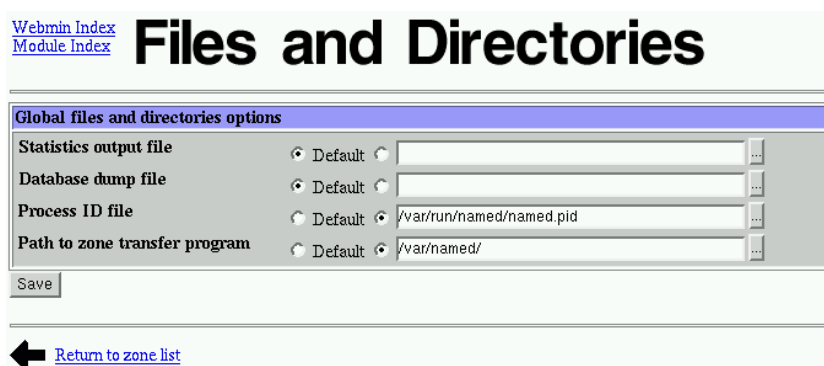 Webmin Index
Module Index
Files and Directories
Global files and directories options
Statistics output file Default ...
Database dump file Default ...
Process ID file Default /var/run/named/named.pid ...
Path to zone transfer program Default /var/named/ ...
Save
Return to zone list